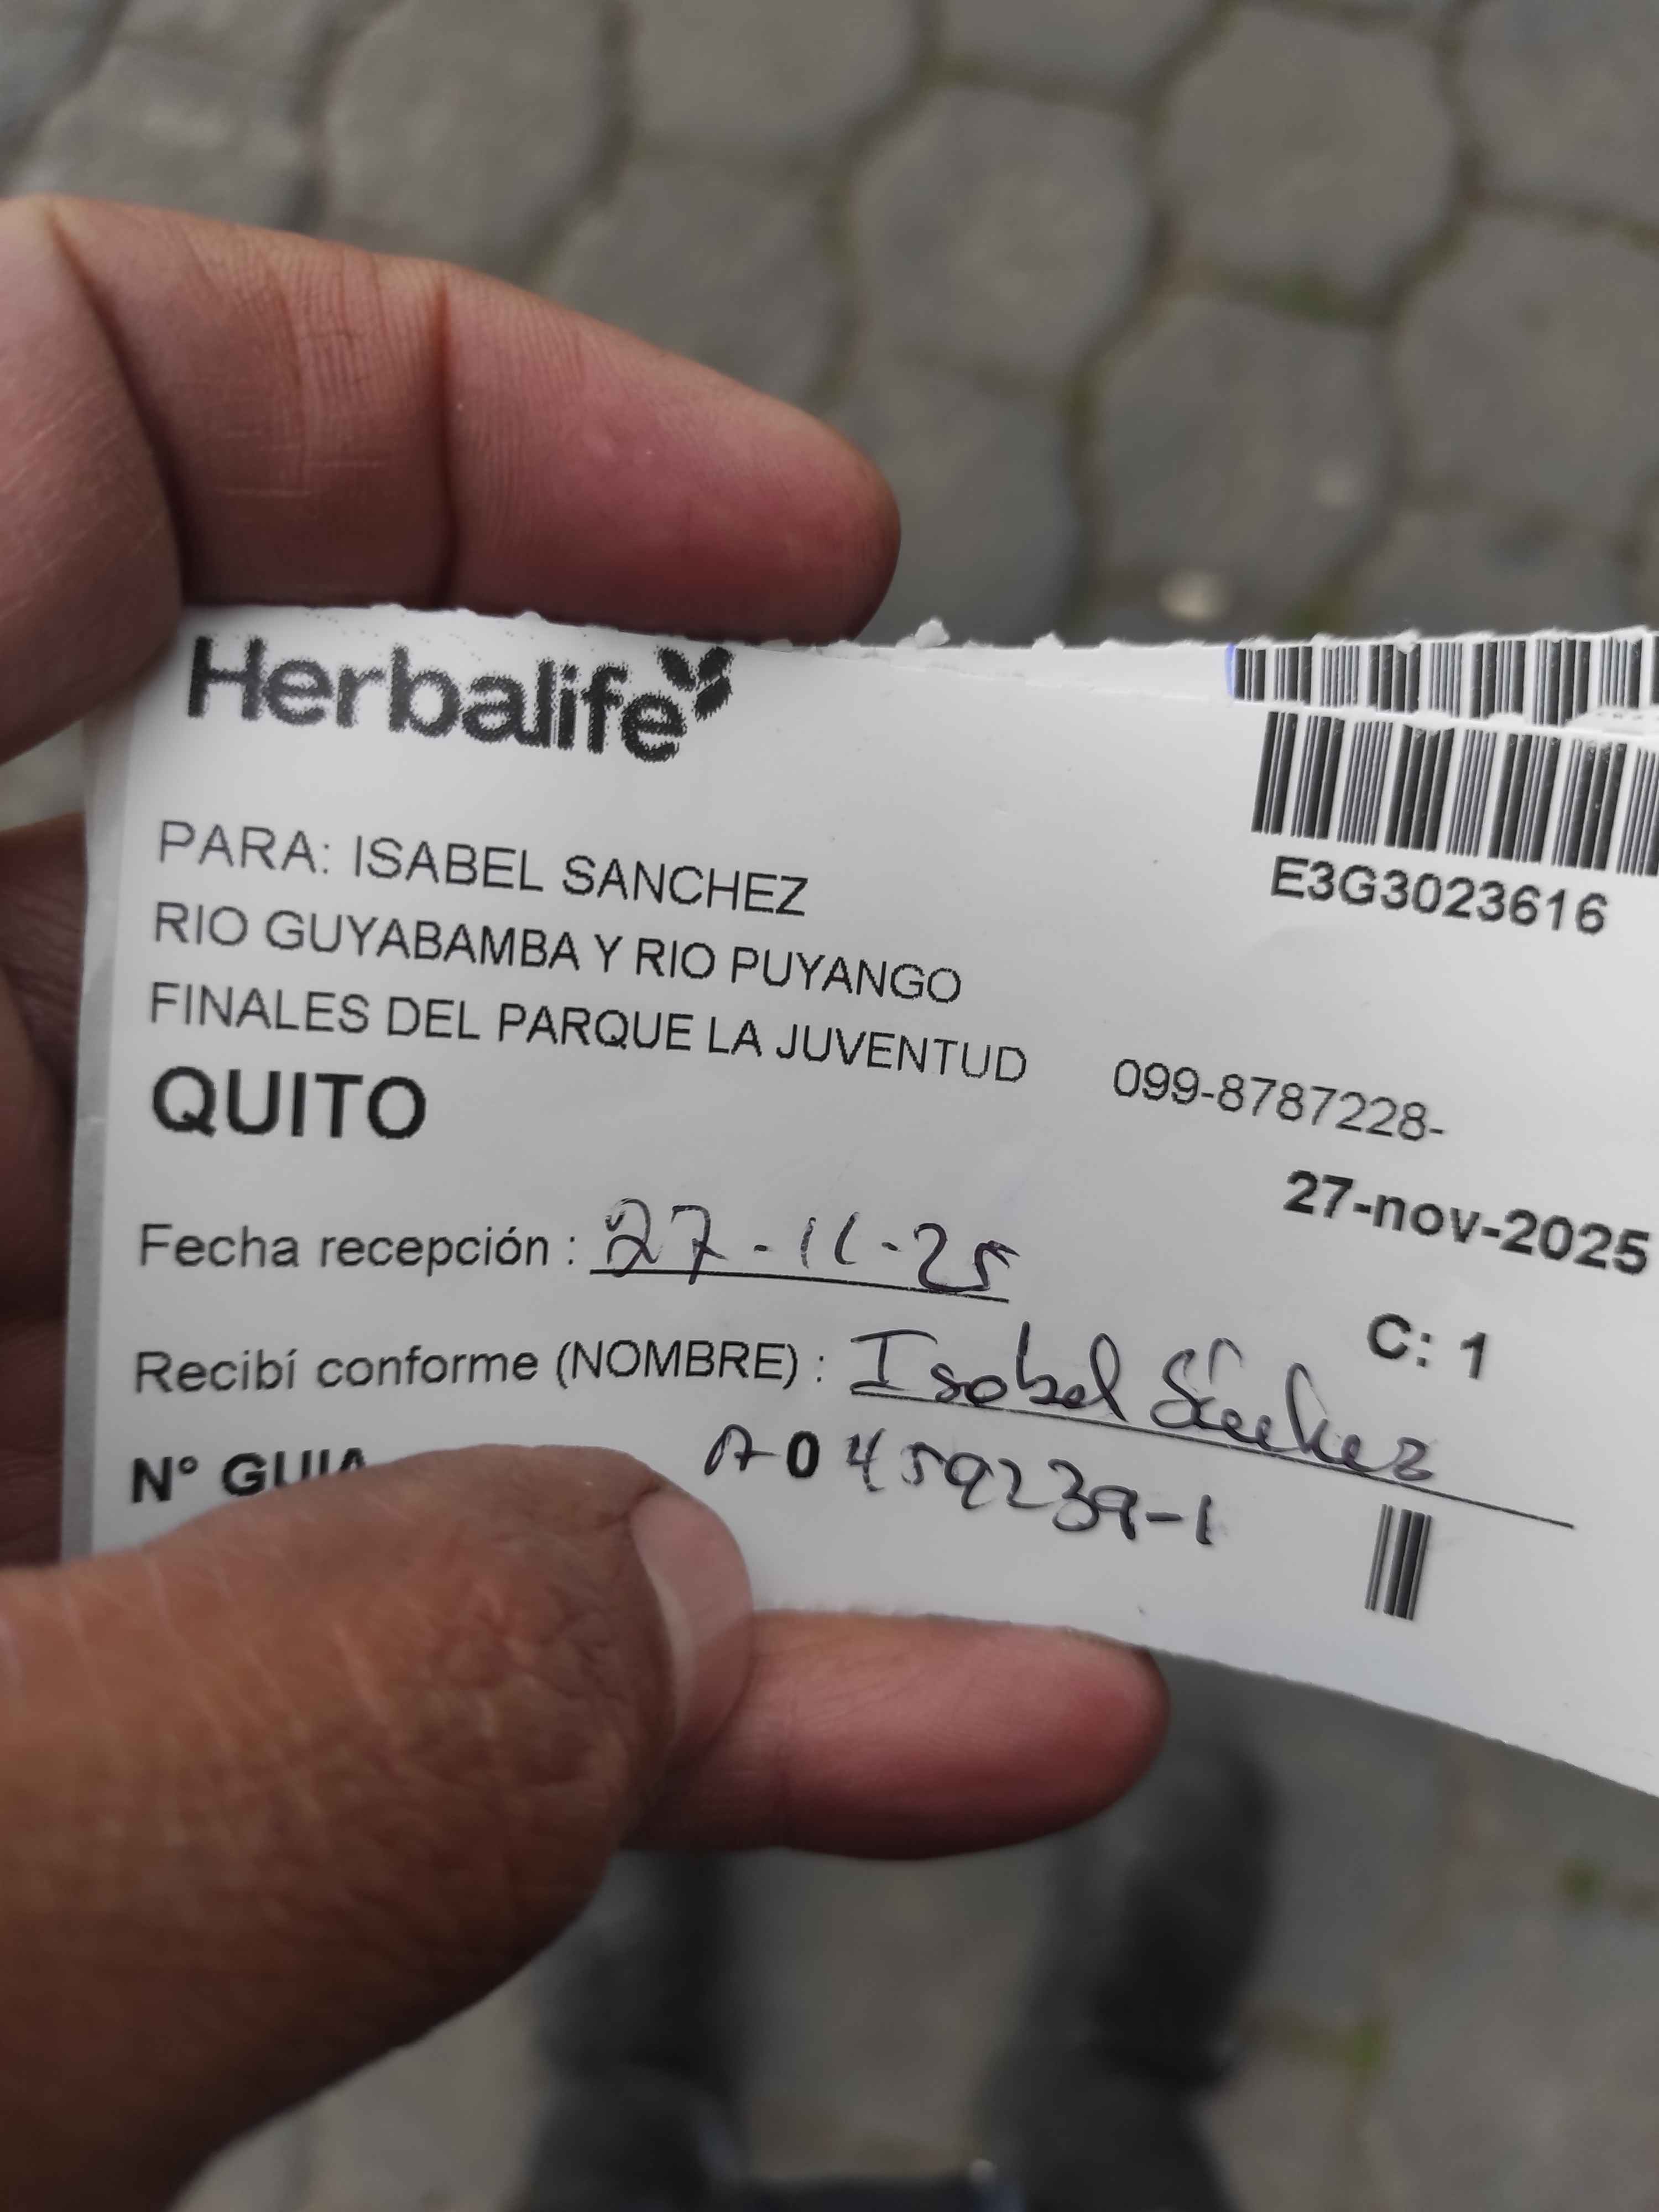 Herbalife
E3G3023616
PARA: ISABEL SANCHEZ
RIO GUYABAMBA Y RIO PUYANGO
FINALES DEL PARQUE LA JUVENTUD 099-8787228-
QUITO
27-nov-2025
Fecha recepción : 27-11-25
C: 1
Recibí conforme (NOMBRE) : Isabel Sánchez
N° GUIA A0459239-1